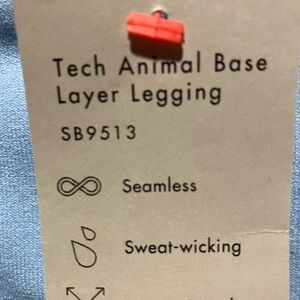 Tech Animal Base
Layer Legging
SB9513
Seamless
Sweat-wicking